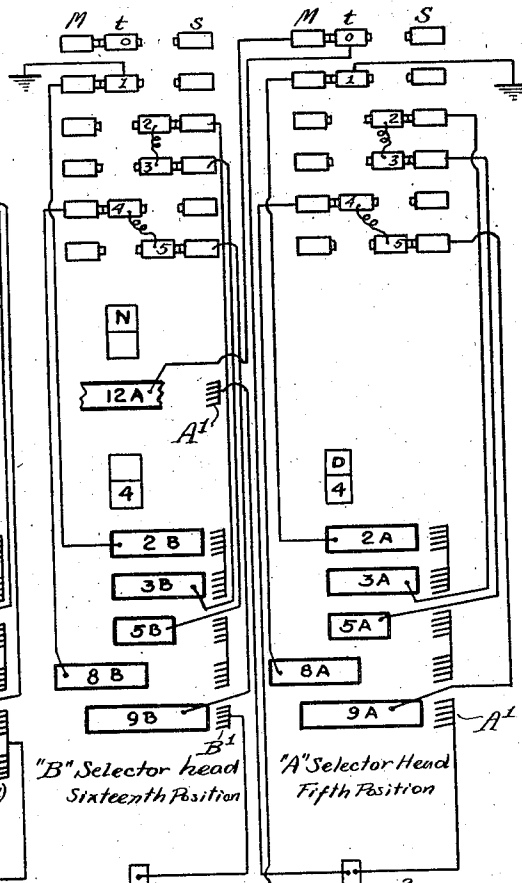 M t S
0
1
2
3
4
5
N
12A
A¹
4
2 B
3B
5B
8 B
9B
B¹
"B" Selector head
Sixteenth Position
M t S
0
1
2
3
4
5
D
4
2A
3A
5A
8A
9A
A¹
"A" Selector Head
Fifth Position